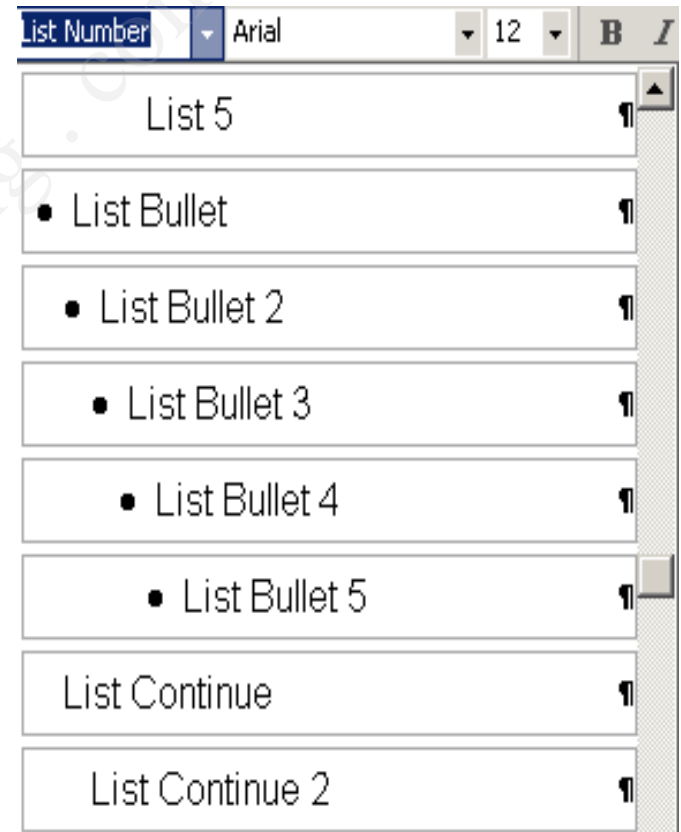 List Number Arial 12 B I
List 5 ¶
• List Bullet ¶
• List Bullet 2 ¶
• List Bullet 3 ¶
• List Bullet 4 ¶
• List Bullet 5 ¶
List Continue ¶
List Continue 2 ¶